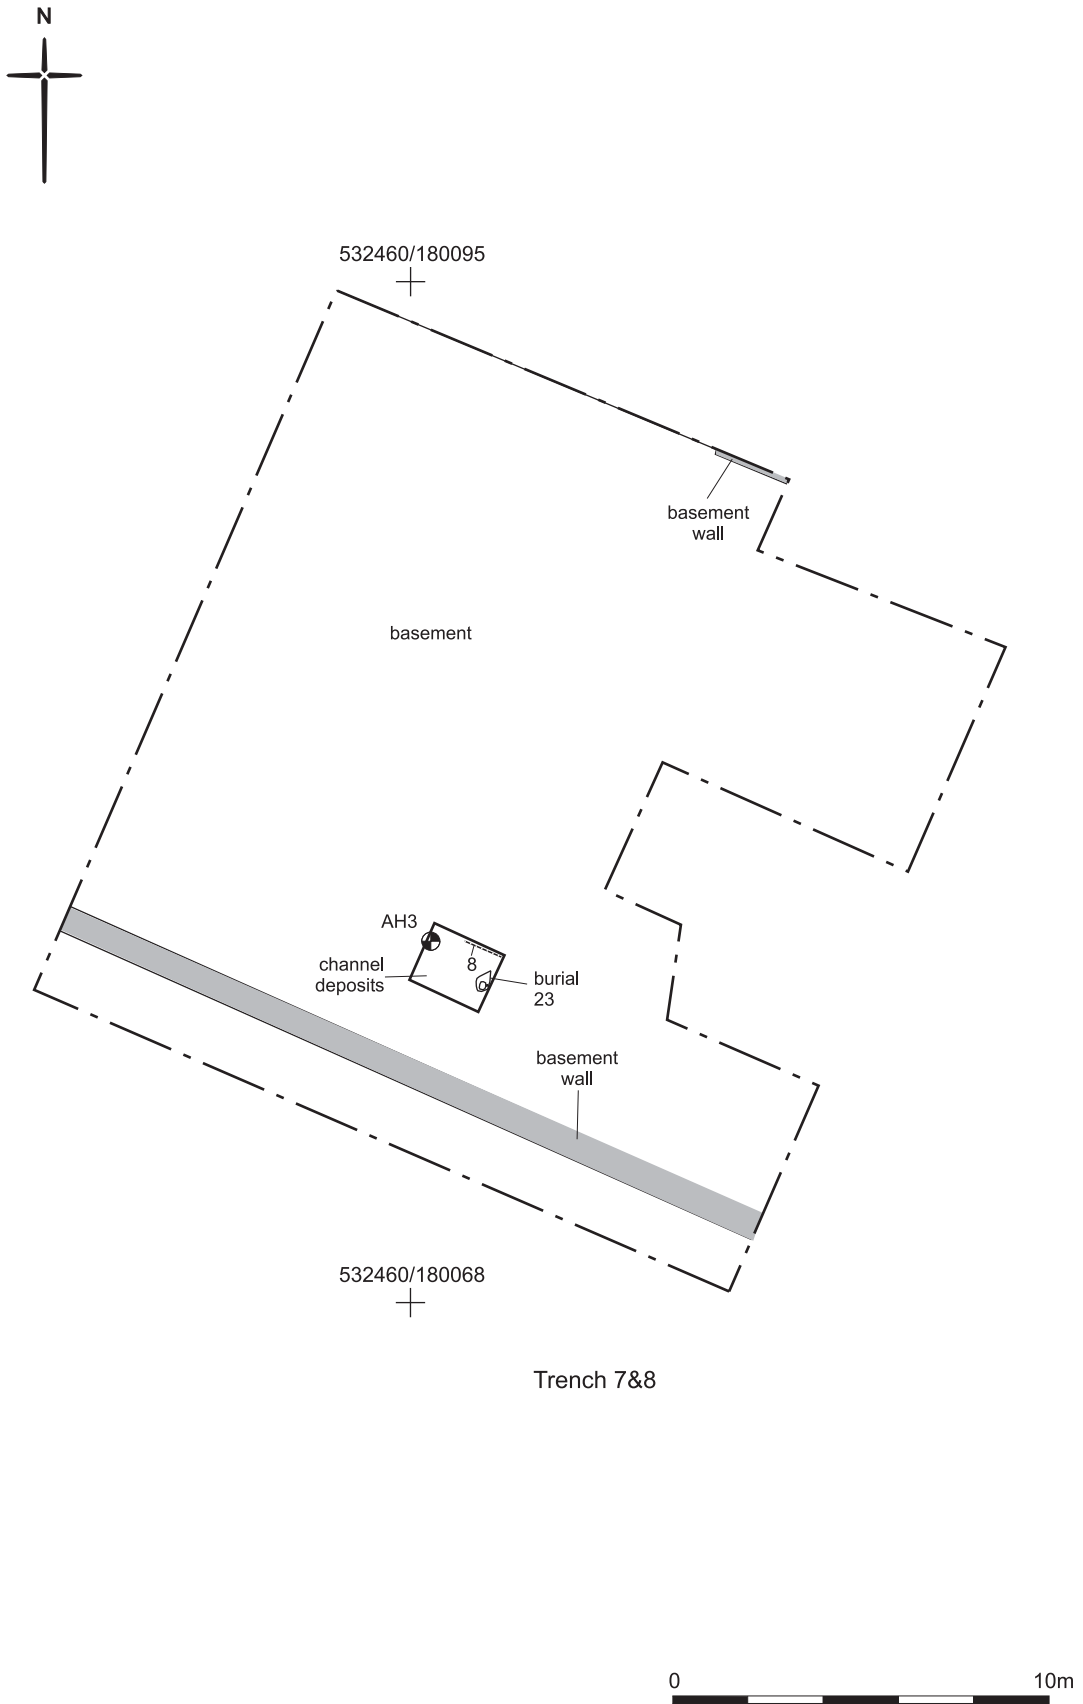 N
532460/180095
basement
wall
basement
AH3
8
channel
deposits
burial
23
basement
wall
532460/180068
Trench 7&8
0
10m